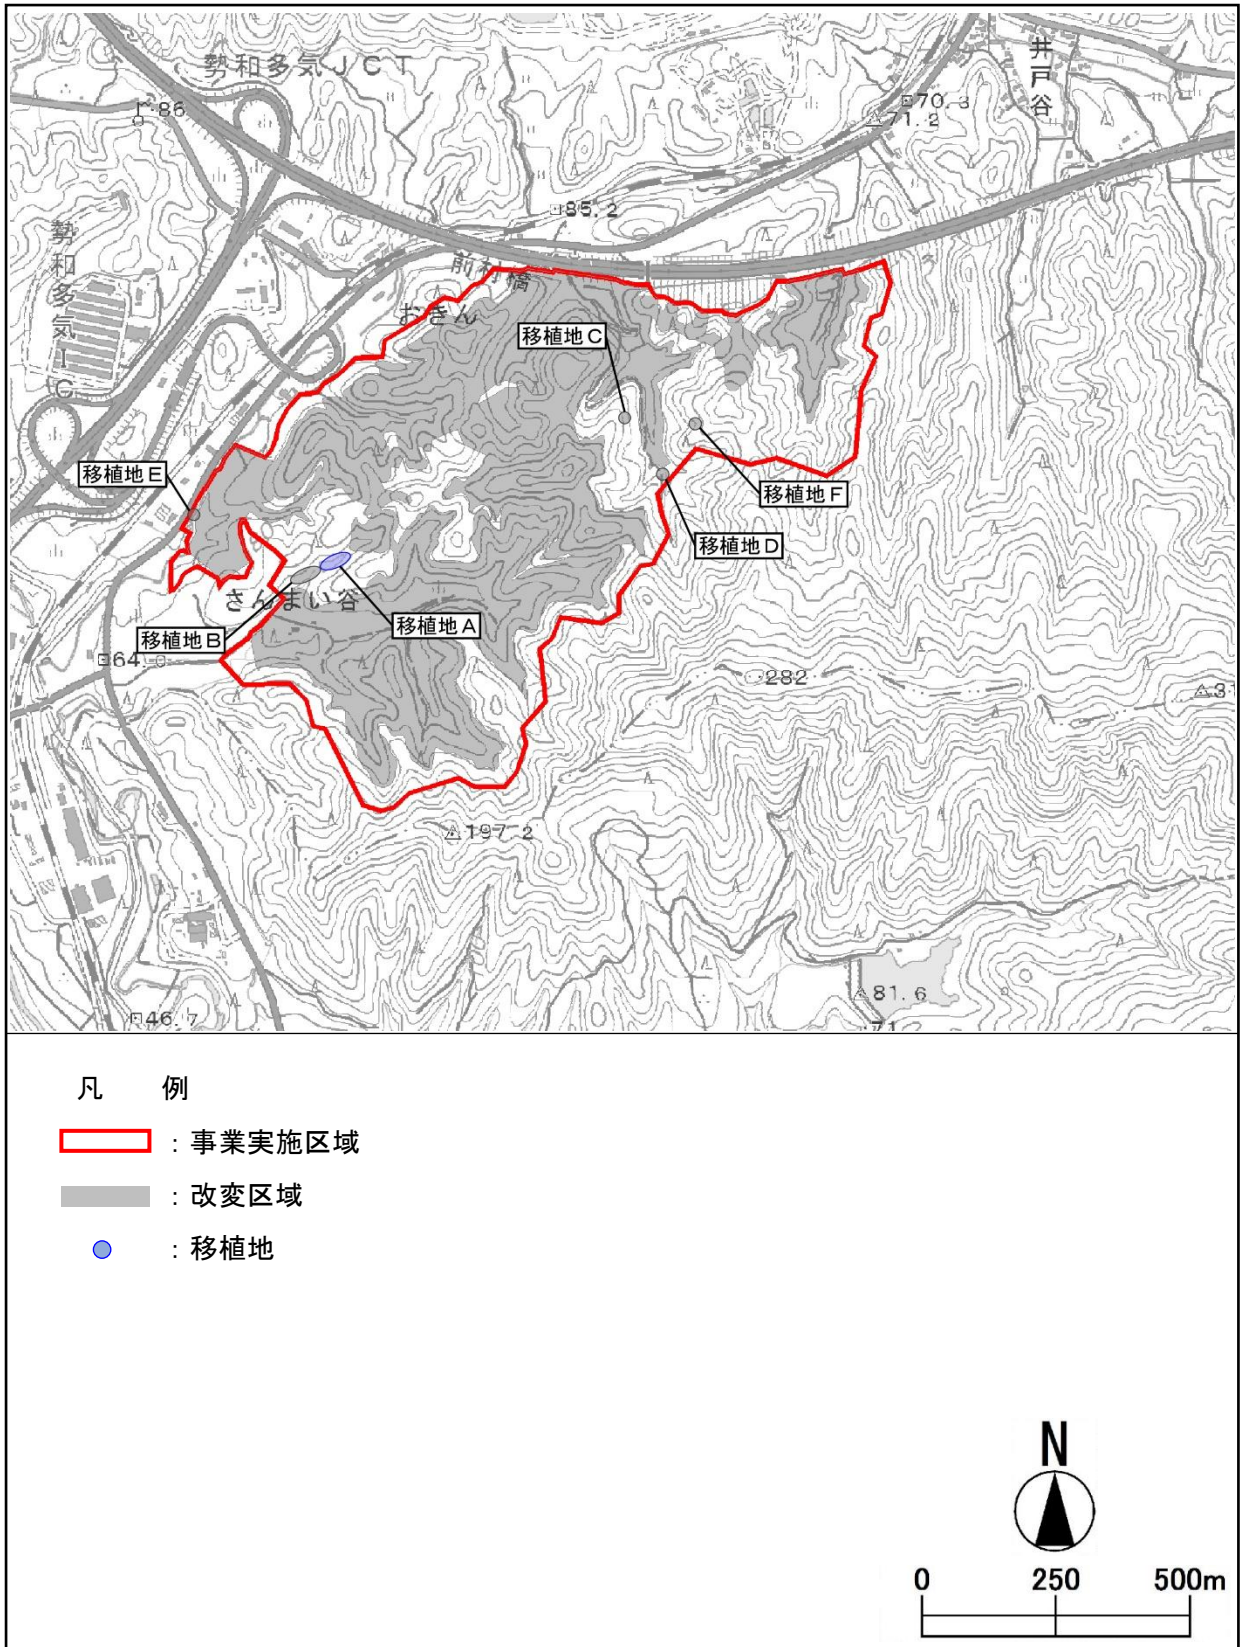 勢和多気JCT
井戸谷
86
70.3
71.2
勢和多気IC
85.2
前村橋
おきん
移植地C
移植地E
移植地F
移植地D
さんまい谷
移植地A
移植地B
64.
282
31
197.2
81.6
46.7
71
凡 例
:事業実施区域
:改変区域
:移植地
N
0 250 500m